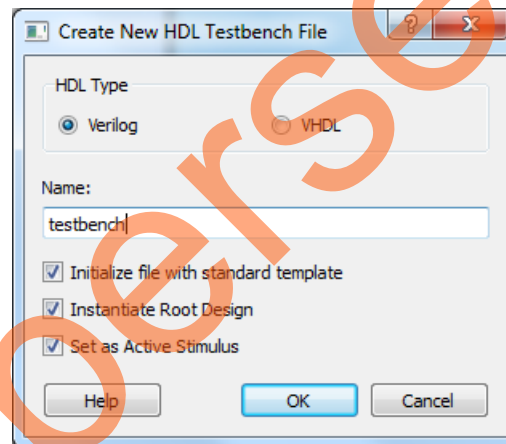 Create New HDL Testbench File
HDL Type
Verilog
VHDL
Name:
testbench
Initialize file with standard template
Instantiate Root Design
Set as Active Stimulus
Help
OK
Cancel
oerse